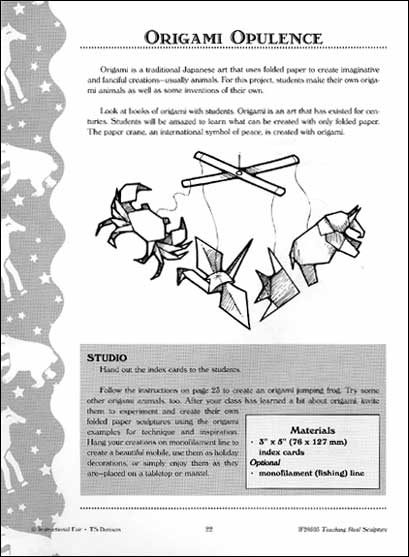 ORIGAMI OPULENCE
Origami is a traditional Japanese art that uses folded paper to create imaginative
and fanciful creations—usually animals. For this project, students make their own origa-
mi animals as well as some inventions of their own.
Look at books of origami with students. Origami is an art that has existed for cen-
turies. Students will be amazed to learn what can be created with only folded paper.
The paper crane, an international symbol of peace, is created with origami.
STUDIO
Hand out the index cards to the students.
Follow the instructions on page 23 to create an origami jumping frog. Try some
other origami animals, too. After your class has learned a bit about origami, invite
them to experiment and create their own
folded paper sculptures using the origami
examples for technique and inspiration.
Hang your creations on monofilament line to
create a beautiful mobile, use them as holiday
decorations, or simply enjoy them as they
are—placed on a tabletop or mantel.
Materials
• 3" x 5" (76 x 127 mm)
index cards
Optional
• monofilament (fishing) line
© Instructional Fair • TS Denison
22
Teaching Real Sculpture